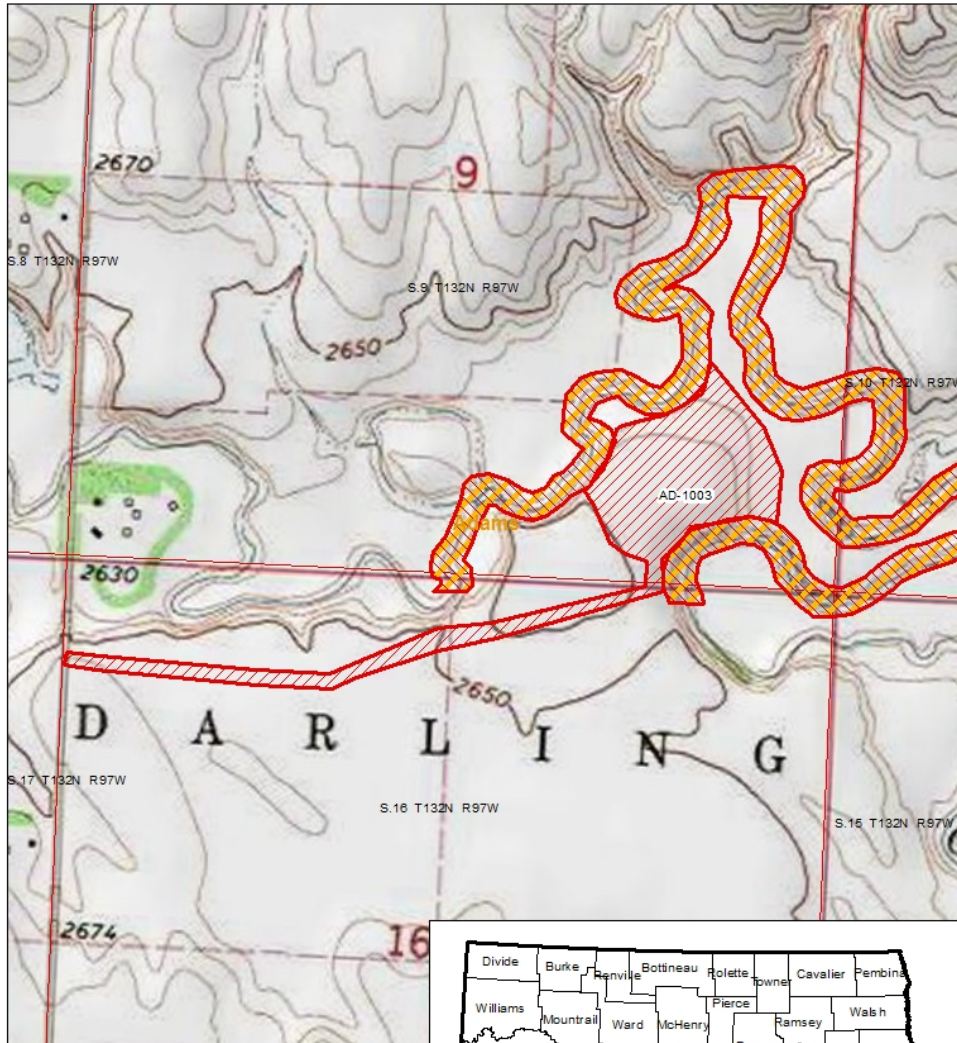 2670
9
S.8 T132N R97W
S.9 T132N R97W
2650
S.10 T132N R97W
AD-1003
Adams
2630
2650
D A R L I N G
S.17 T132N R97W
S.16 T132N R97W
S.15 T132N R97W
2674
16
Divide
Burke
Renville
Bottineau
Rolette
Towner
Cavalier
Pembina
Williams
Mountrail
Ward
McHenry
Pierce
Ramsey
Walsh